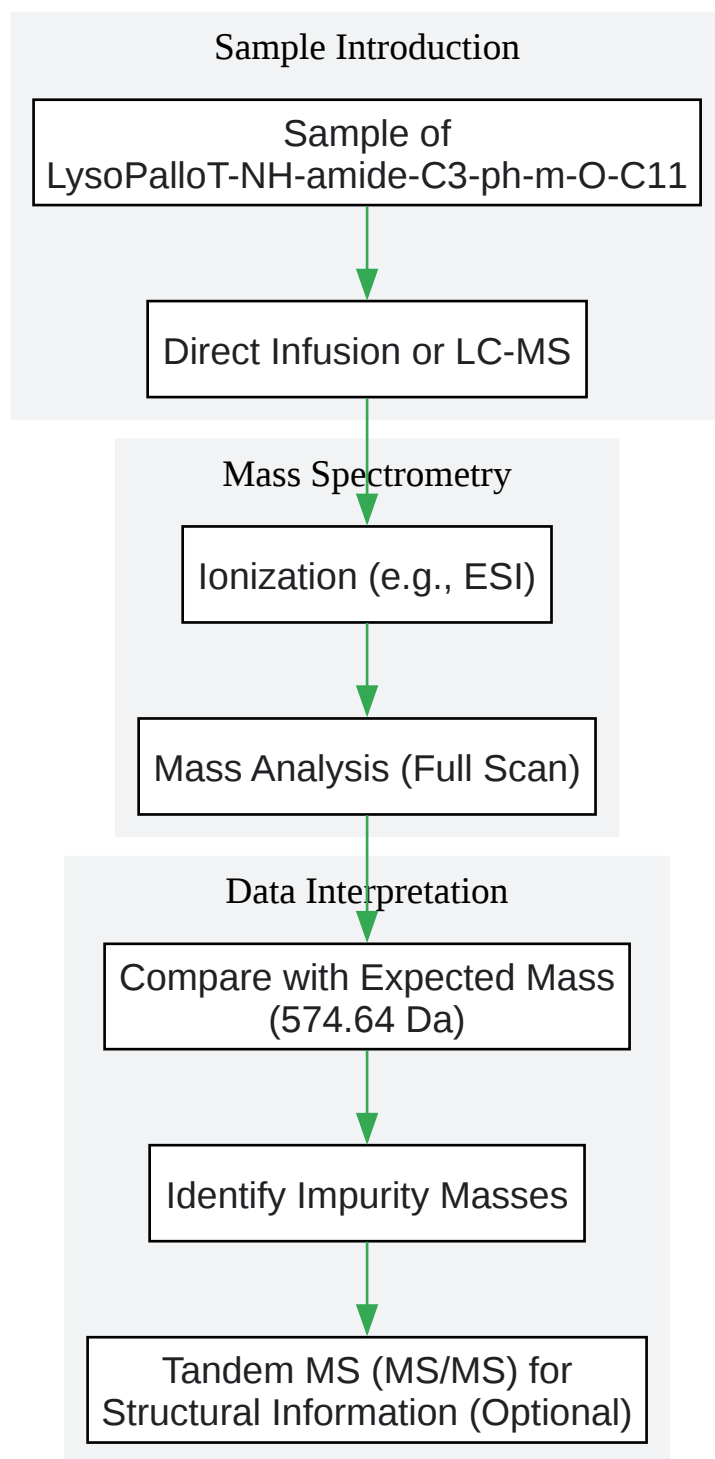 Sample Introduction
Sample of
LysoPalloT-NH-amide-C3-ph-m-O-C11
Direct Infusion or LC-MS
Mass Spectrometry
Ionization (e.g., ESI)
Mass Analysis (Full Scan)
Data Interpretation
Compare with Expected Mass
(574.64 Da)
Identify Impurity Masses
Tandem MS (MS/MS) for
Structural Information (Optional)